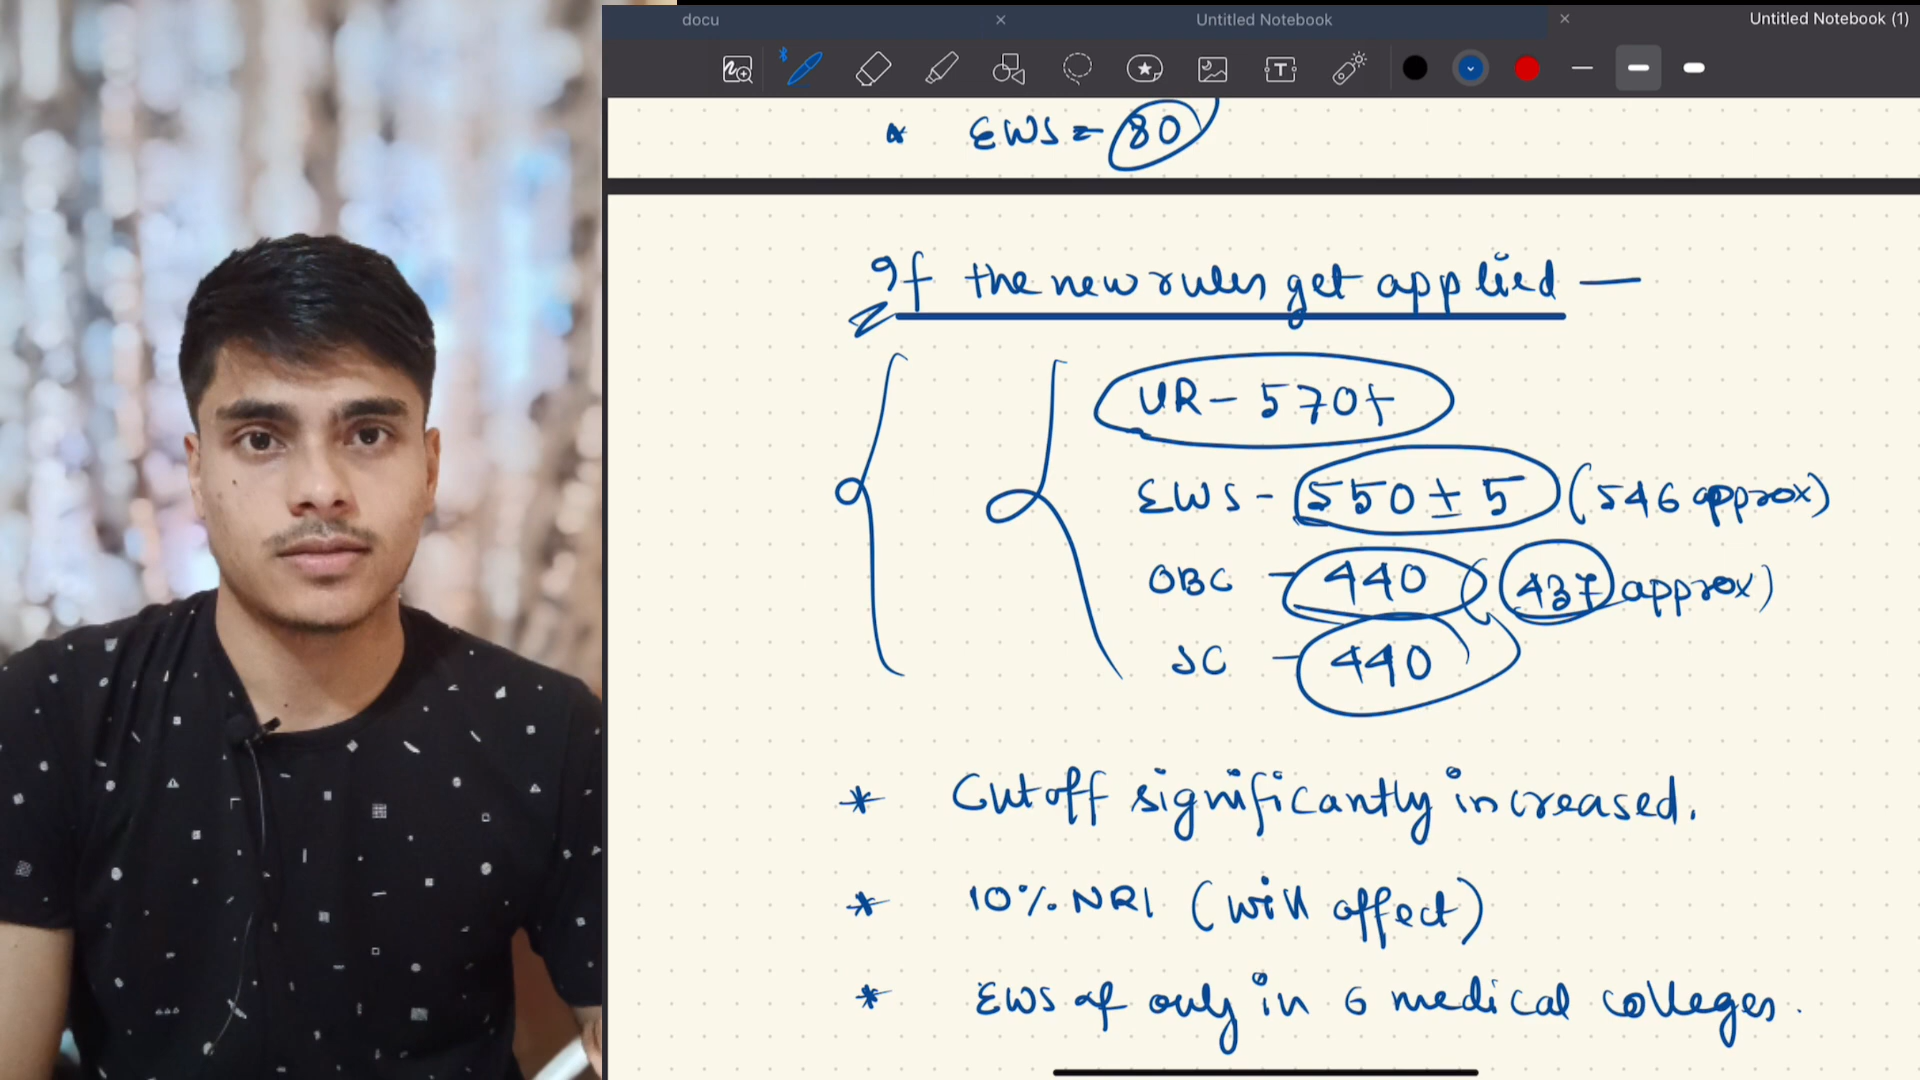 docu
Untitled Notebook
Untitled Notebook (1)
T
* EWS = 80
If the new rules get applied —
UR - 570+
EWS - 550 ± 5 (546 approx)
OBC - 440 (437 approx)
SC - 440
* Cutoff significantly increased.
* 10% NRI (will affect)
* EWS of only in 6 medical colleges.